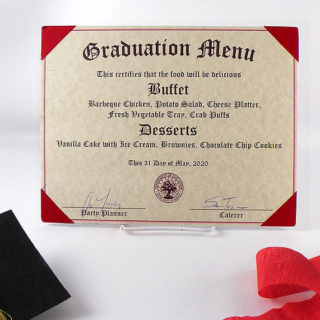 Graduation Menu
This certifies that the food will be delicious
Buffet
Barbeque Chicken, Potato Salad, Cheese Platter,
Fresh Vegetable Tray, Crab Puffs
Desserts
Vanilla Cake with Ice Cream, Brownies, Chocolate Chip Cookies
This 31 Day of May, 2020
Party Planner
Caterer